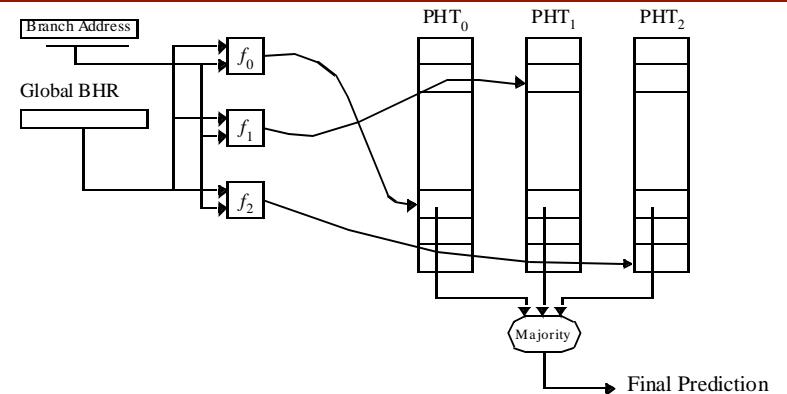 Branch Address
Global BHR
f0
f1
f2
PHT0
PHT1
PHT2
Majority
Final Prediction